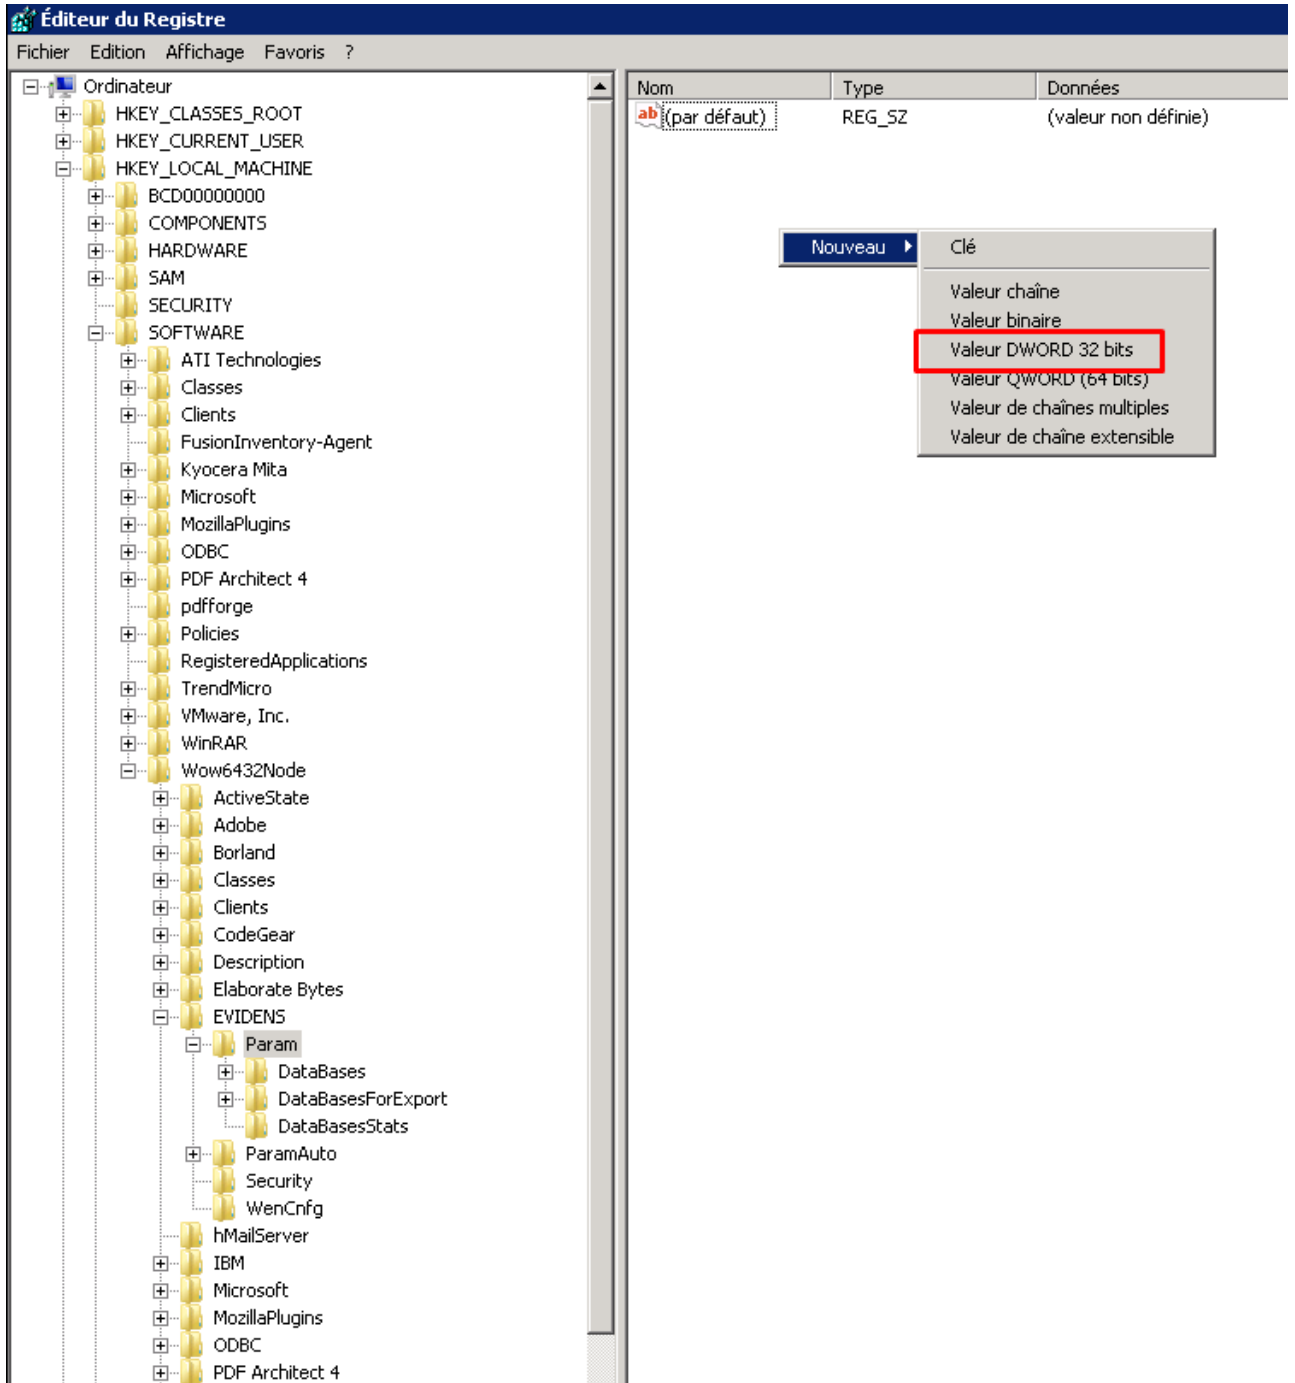 Éditeur du Registre
Fichier Edition Affichage Favoris ?
Ordinateur
HKEY_CLASSES_ROOT
HKEY_CURRENT_USER
HKEY_LOCAL_MACHINE
BCD00000000
COMPONENTS
HARDWARE
SAM
SECURITY
SOFTWARE
ATI Technologies
Classes
Clients
FusionInventory-Agent
Kyocera Mita
Microsoft
MozillaPlugins
ODBC
PDF Architect 4
pdfforge
Policies
RegisteredApplications
TrendMicro
VMware, Inc.
WinRAR
Wow6432Node
ActiveState
Adobe
Borland
Classes
Clients
CodeGear
Description
Elaborate Bytes
EVIDENS
Param
DataBases
DataBasesForExport
DataBasesStats
ParamAuto
Security
WenCnfg
hMailServer
IBM
Microsoft
MozillaPlugins
ODBC
PDF Architect 4
Nom Type Données
ab (par défaut) REG_SZ (valeur non définie)
Nouveau
Clé
Valeur chaîne
Valeur binaire
Valeur DWORD 32 bits
Valeur QWORD (64 bits)
Valeur de chaînes multiples
Valeur de chaîne extensible